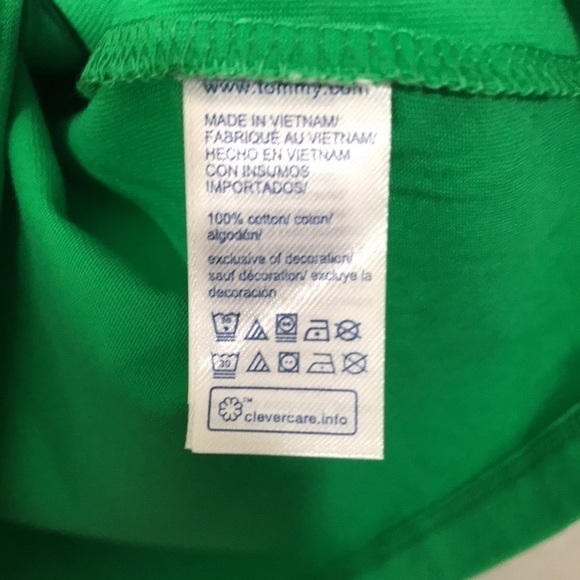 www.tommy.com
MADE IN VIETNAM/
FABRIQUÉ AU VIETNAM/
HECHO EN VIETNAM
CON INSUMOS
IMPORTADOS/
100% cotton/ coton/
algodón/
exclusive of decoration/
sauf décoration/ excluye la
decoración
30
30
™
clevercare.info